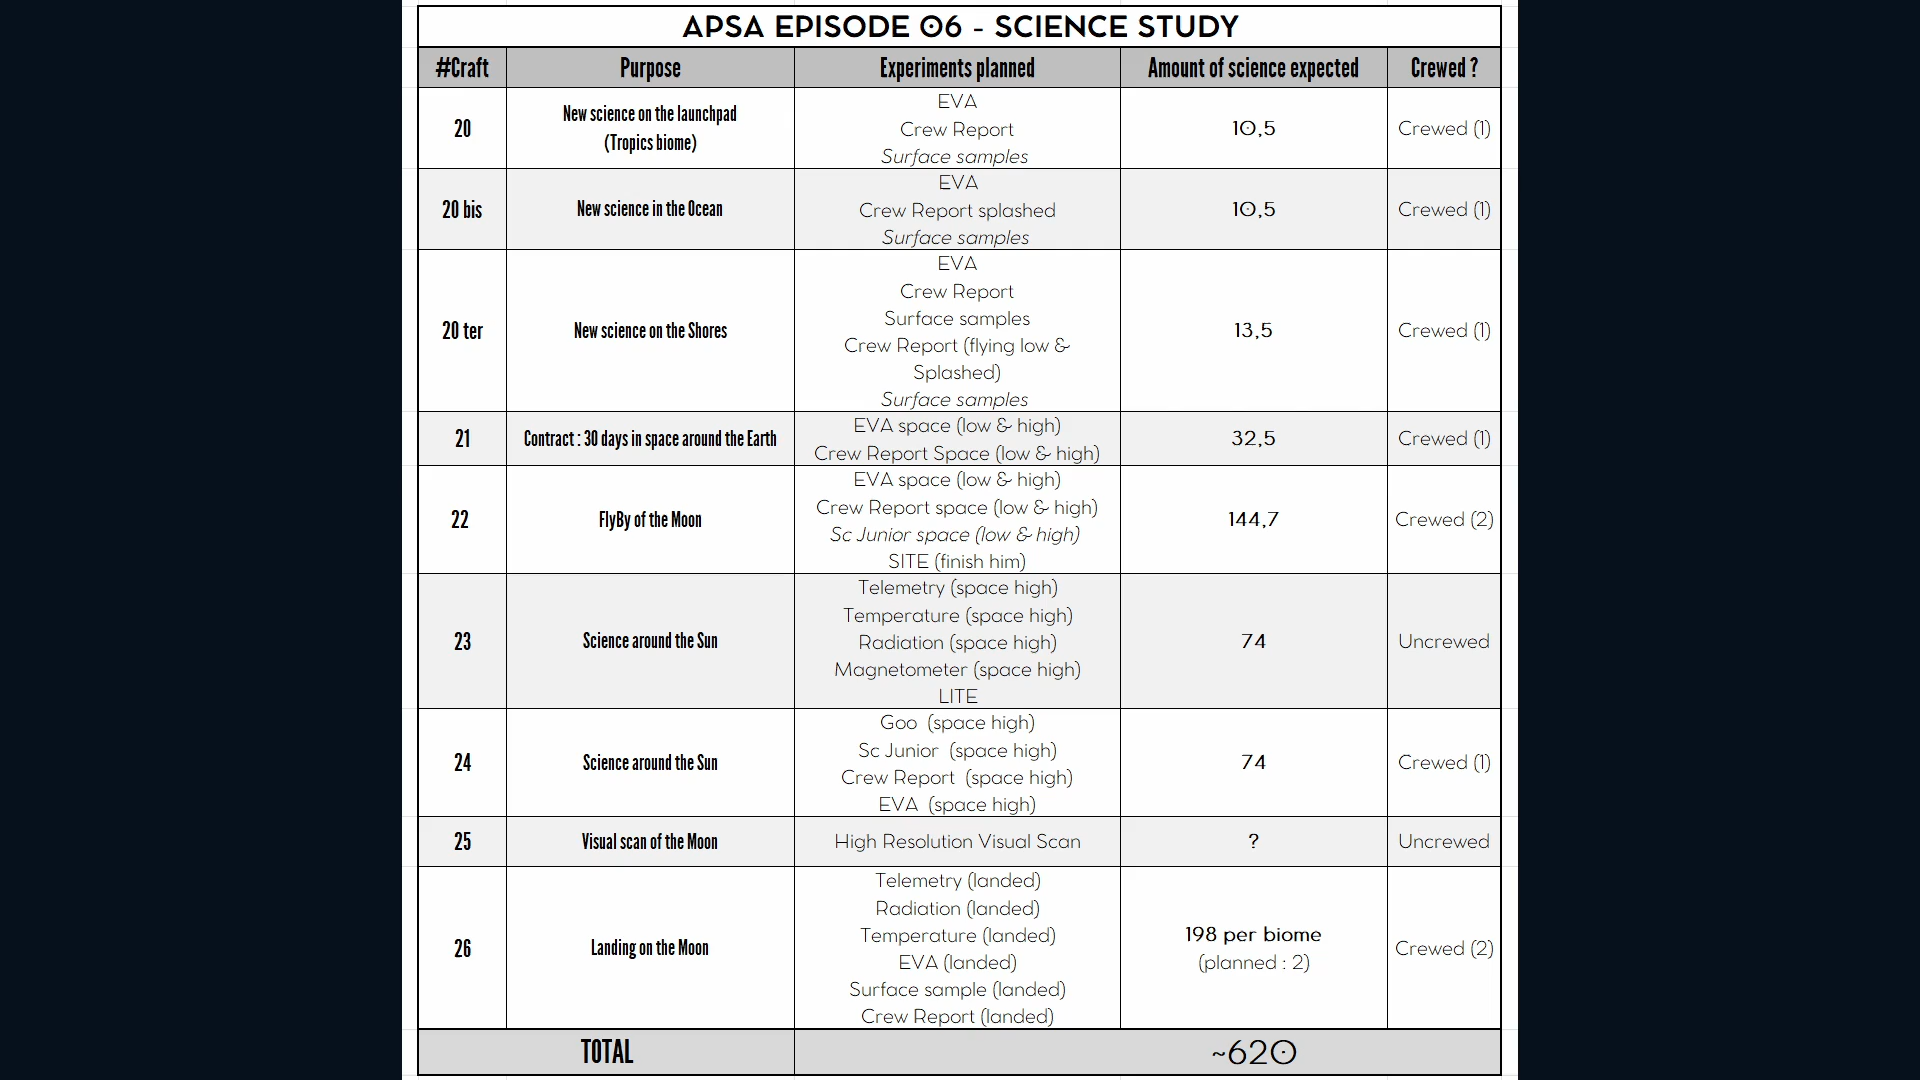 APSA EPISODE 06 - SCIENCE STUDY
#Craft Purpose Experiments planned Amount of science expected Crewed ?
20
New science on the launchpad
(Tropics biome)
EVA
Crew Report
Surface samples
10,5
Crewed (1)
20 bis
New science in the Ocean
EVA
Crew Report splashed
Surface samples
10,5
Crewed (1)
20 ter
New science on the Shores
EVA
Crew Report
Surface samples
Crew Report (flying low &
Splashed)
Surface samples
13,5
Crewed (1)
21
Contract : 30 days in space around the Earth
EVA space (low & high)
Crew Report Space (low & high)
32,5
Crewed (1)
22
FlyBy of the Moon
EVA space (low & high)
Crew Report space (low & high)
Sc Junior space (low & high)
SITE (finish him)
144,7
Crewed (2)
23
Science around the Sun
Telemetry (space high)
Temperature (space high)
Radiation (space high)
Magnetometer (space high)
LITE
74
Uncrewed
24
Science around the Sun
Goo (space high)
Sc Junior (space high)
Crew Report (space high)
EVA (space high)
74
Crewed (1)
25
Visual scan of the Moon
High Resolution Visual Scan
?
Uncrewed
26
Landing on the Moon
Telemetry (landed)
Radiation (landed)
Temperature (landed)
EVA (landed)
Surface sample (landed)
Crew Report (landed)
198 per biome
(planned : 2)
Crewed (2)
TOTAL
~620